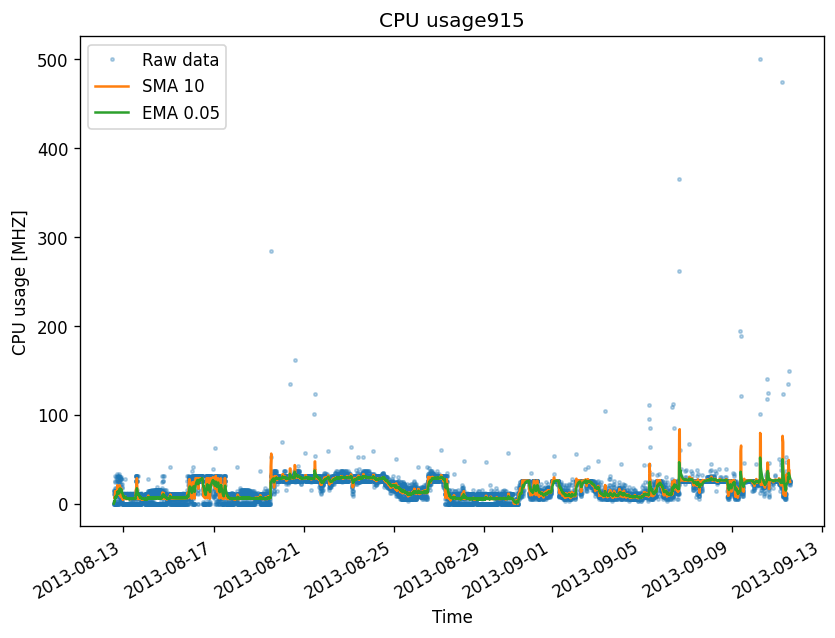 CPU usage915
Raw data
SMA 10
EMA 0.05
CPU usage [MHZ]
500
400
300
200
100
0
2013-08-13
2013-08-17
2013-08-21
2013-08-25
2013-08-29
2013-09-01
2013-09-05
2013-09-09
2013-09-13
Time